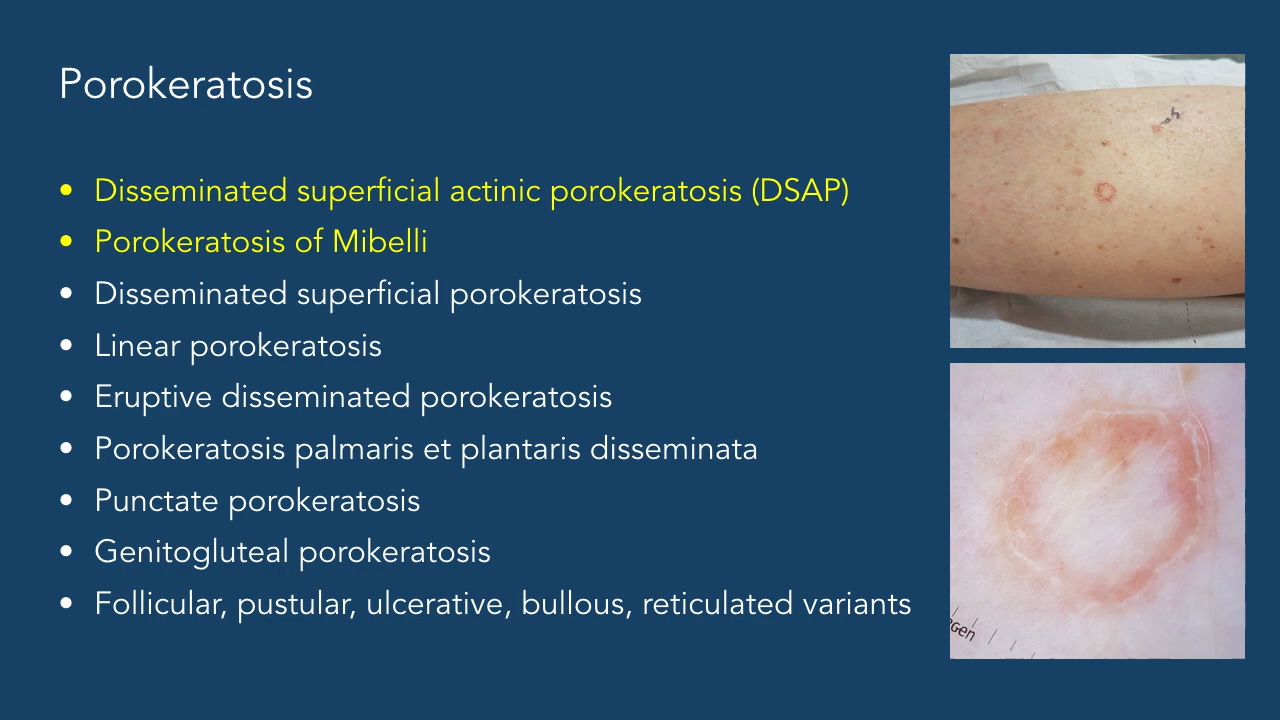 Porokeratosis
• Disseminated superficial actinic porokeratosis (DSAP)
• Porokeratosis of Mibelli
• Disseminated superficial porokeratosis
• Linear porokeratosis
• Eruptive disseminated porokeratosis
• Porokeratosis palmaris et plantaris disseminata
• Punctate porokeratosis
• Genitogluteal porokeratosis
• Follicular, pustular, ulcerative, bullous, reticulated variants